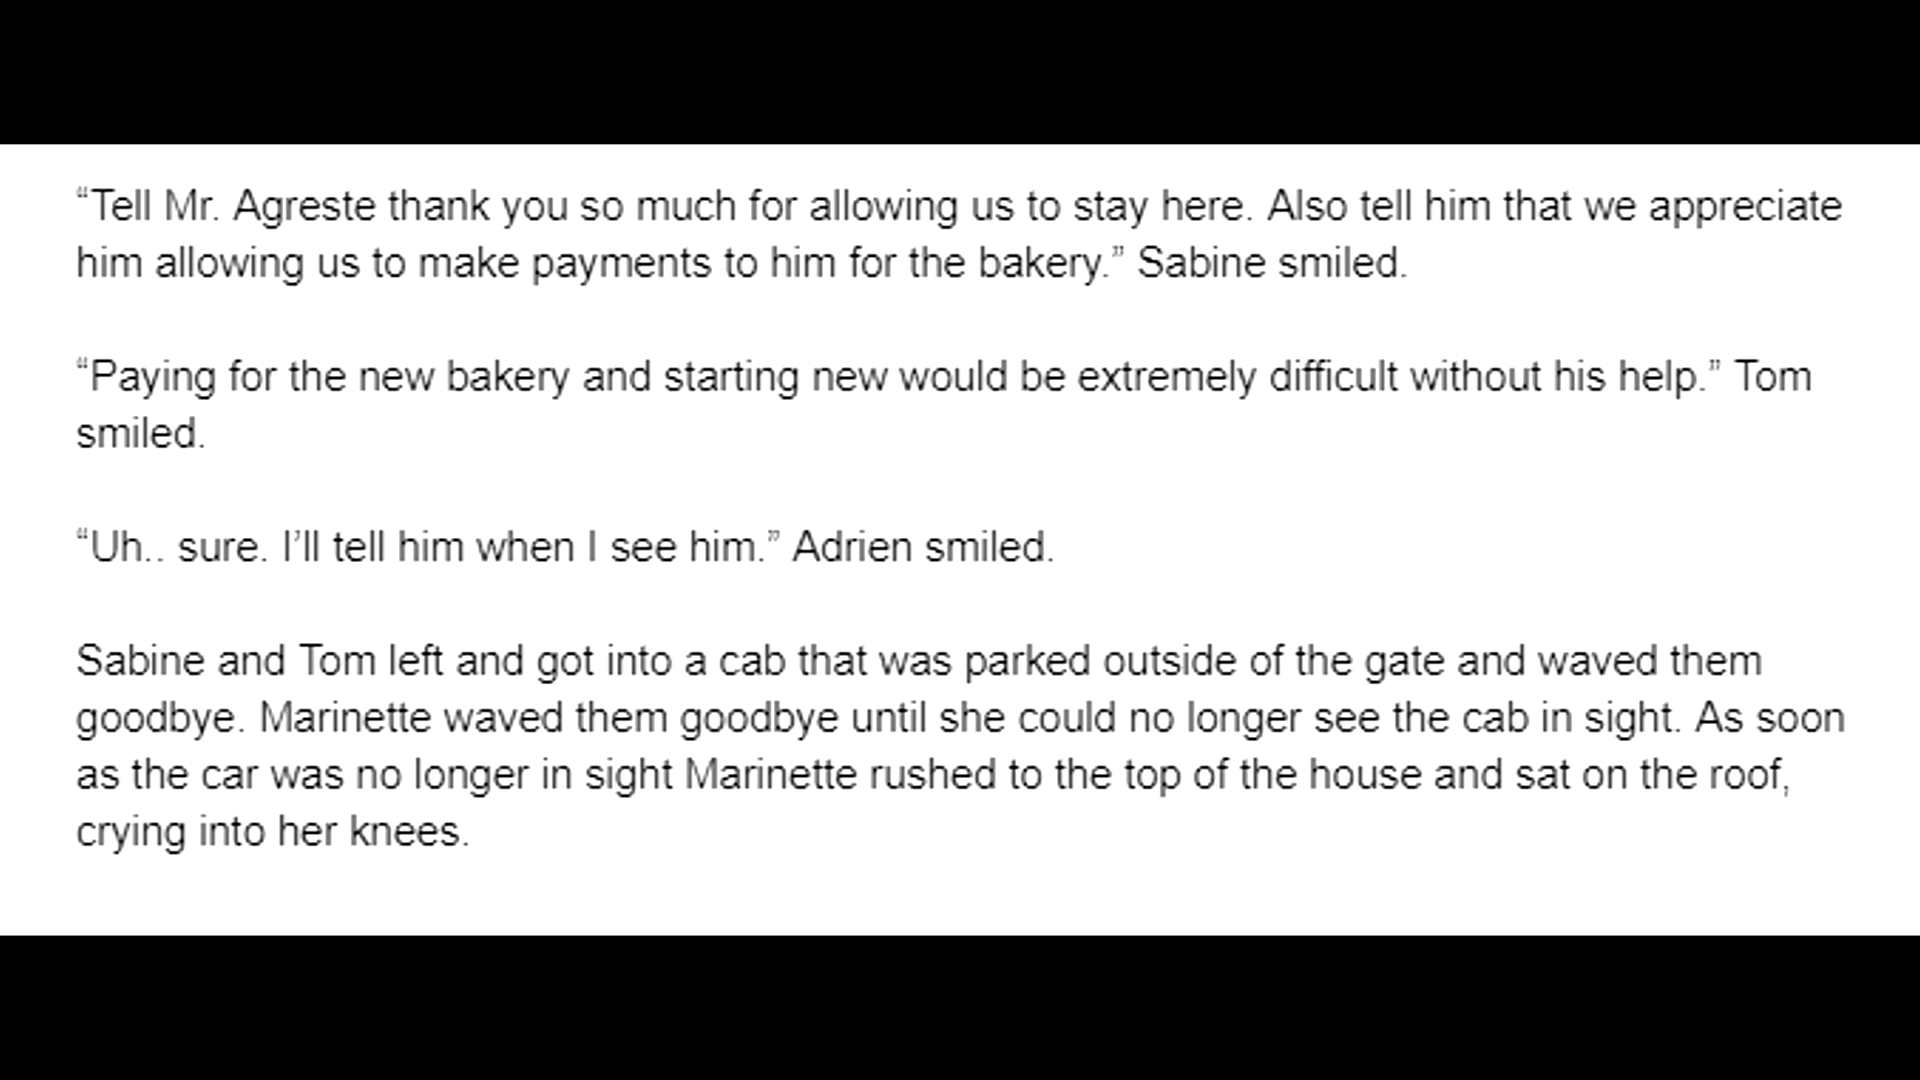 “Tell Mr. Agreste thank you so much for allowing us to stay here. Also tell him that we appreciate
him allowing us to make payments to him for the bakery.” Sabine smiled.
“Paying for the new bakery and starting new would be extremely difficult without his help.” Tom
smiled.
“Uh.. sure. I’ll tell him when I see him.” Adrien smiled.
Sabine and Tom left and got into a cab that was parked outside of the gate and waved them
goodbye. Marinette waved them goodbye until she could no longer see the cab in sight. As soon
as the car was no longer in sight Marinette rushed to the top of the house and sat on the roof,
crying into her knees.